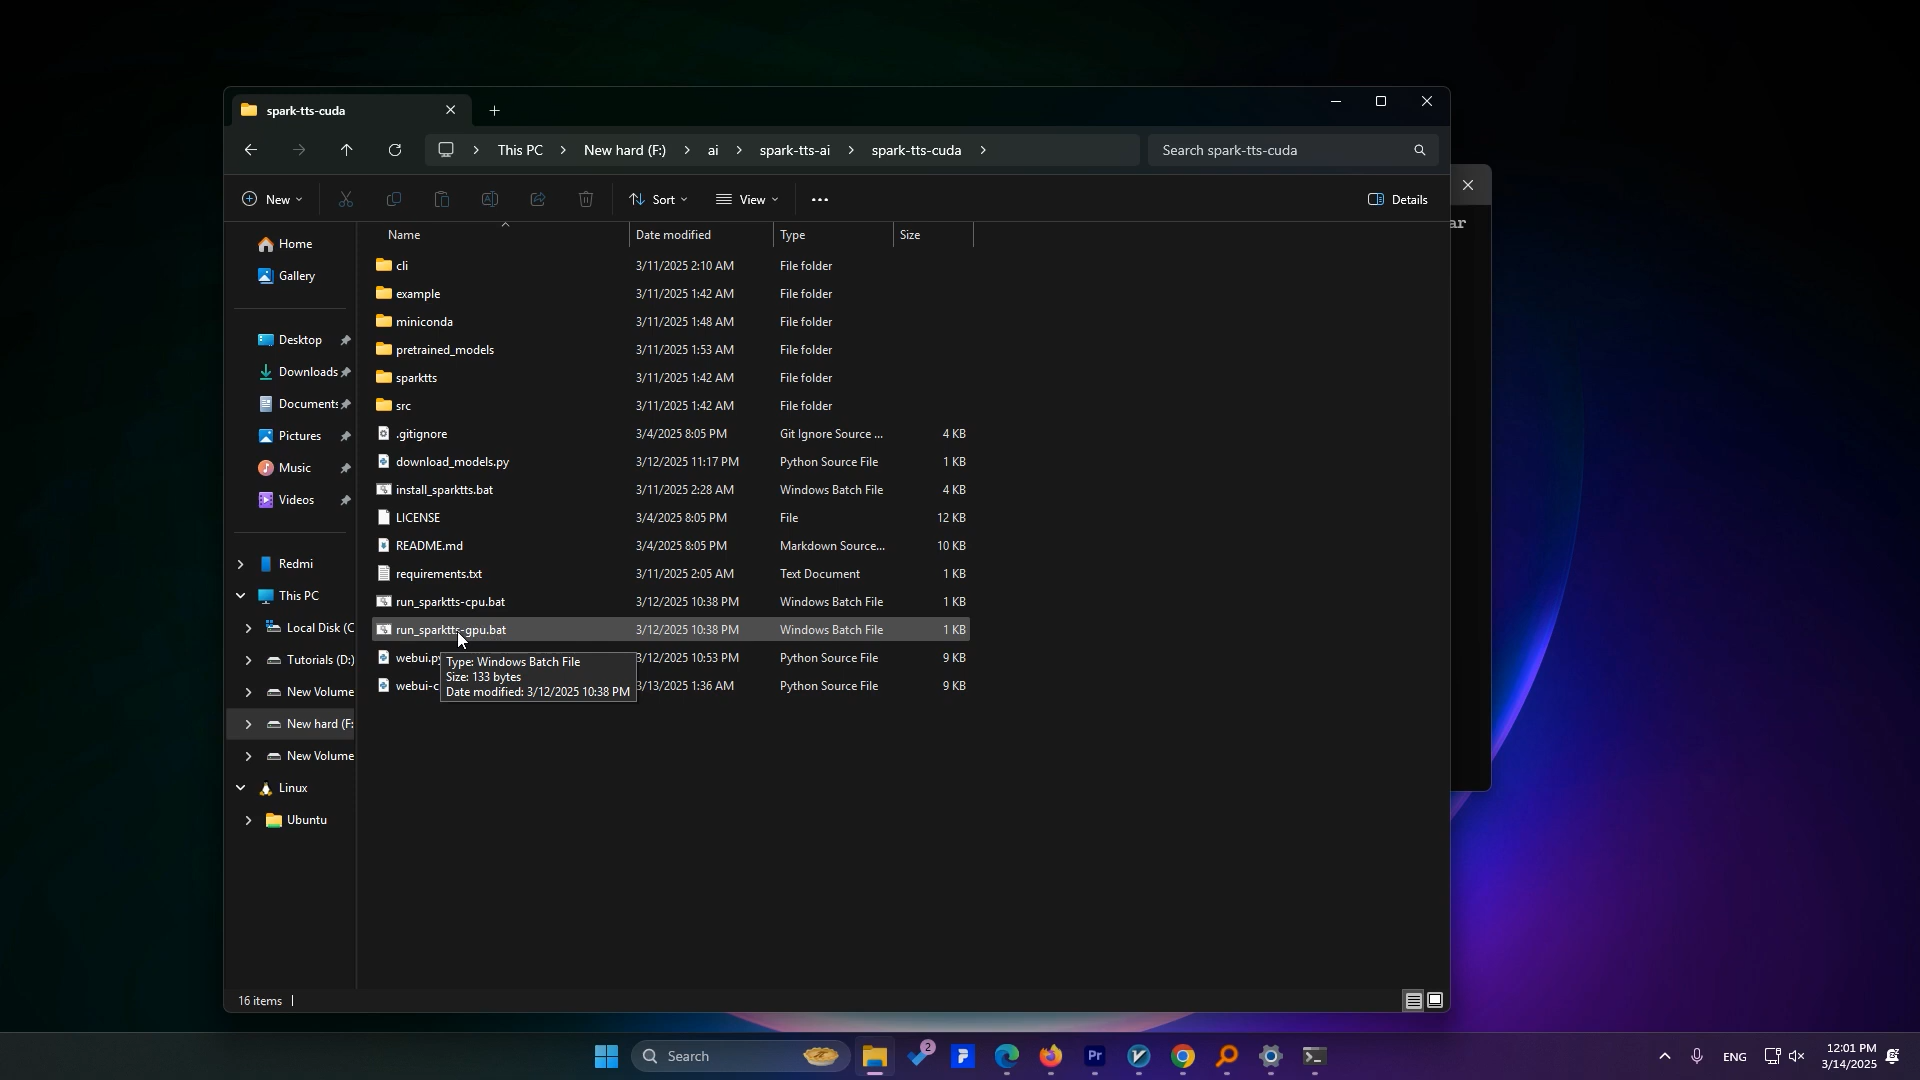 spark-tts-cuda
This PC New hard (F:) ai spark-tts-ai spark-tts-cuda
Search spark-tts-cuda
New Sort View Details
ar
Name Date modified Type Size
Home
Gallery
Desktop
Downloads
Documents
Pictures
Music
Videos
Redmi
This PC
Local Disk (C
Tutorials (D:)
New Volume
New hard (F:
New Volume
Linux
Ubuntu
cli 3/11/2025 2:10 AM File folder
example 3/11/2025 1:42 AM File folder
miniconda 3/11/2025 1:48 AM File folder
pretrained_models 3/11/2025 1:53 AM File folder
sparktts 3/11/2025 1:42 AM File folder
src 3/11/2025 1:42 AM File folder
.gitignore 3/4/2025 8:05 PM Git Ignore Source ... 4 KB
download_models.py 3/12/2025 11:17 PM Python Source File 1 KB
install_sparktts.bat 3/11/2025 2:28 AM Windows Batch File 4 KB
LICENSE 3/4/2025 8:05 PM File 12 KB
README.md 3/4/2025 8:05 PM Markdown Source... 10 KB
requirements.txt 3/11/2025 2:05 AM Text Document 1 KB
run_sparktts-cpu.bat 3/12/2025 10:38 PM Windows Batch File 1 KB
run_sparktts-gpu.bat 3/12/2025 10:38 PM Windows Batch File 1 KB
webui.py 3/12/2025 10:53 PM Python Source File 9 KB
webui-c 3/13/2025 1:36 AM Python Source File 9 KB
Type: Windows Batch File
Size: 133 bytes
Date modified: 3/12/2025 10:38 PM
16 items
Search
2
Pr
ENG
12:01 PM
3/14/2025